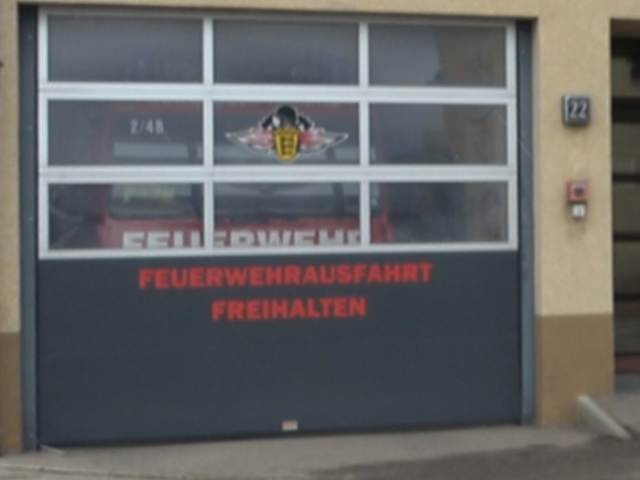 22
2/48
FEUERWEHR
FEUERWEHRAUSFAHRT
FREIHALTEN